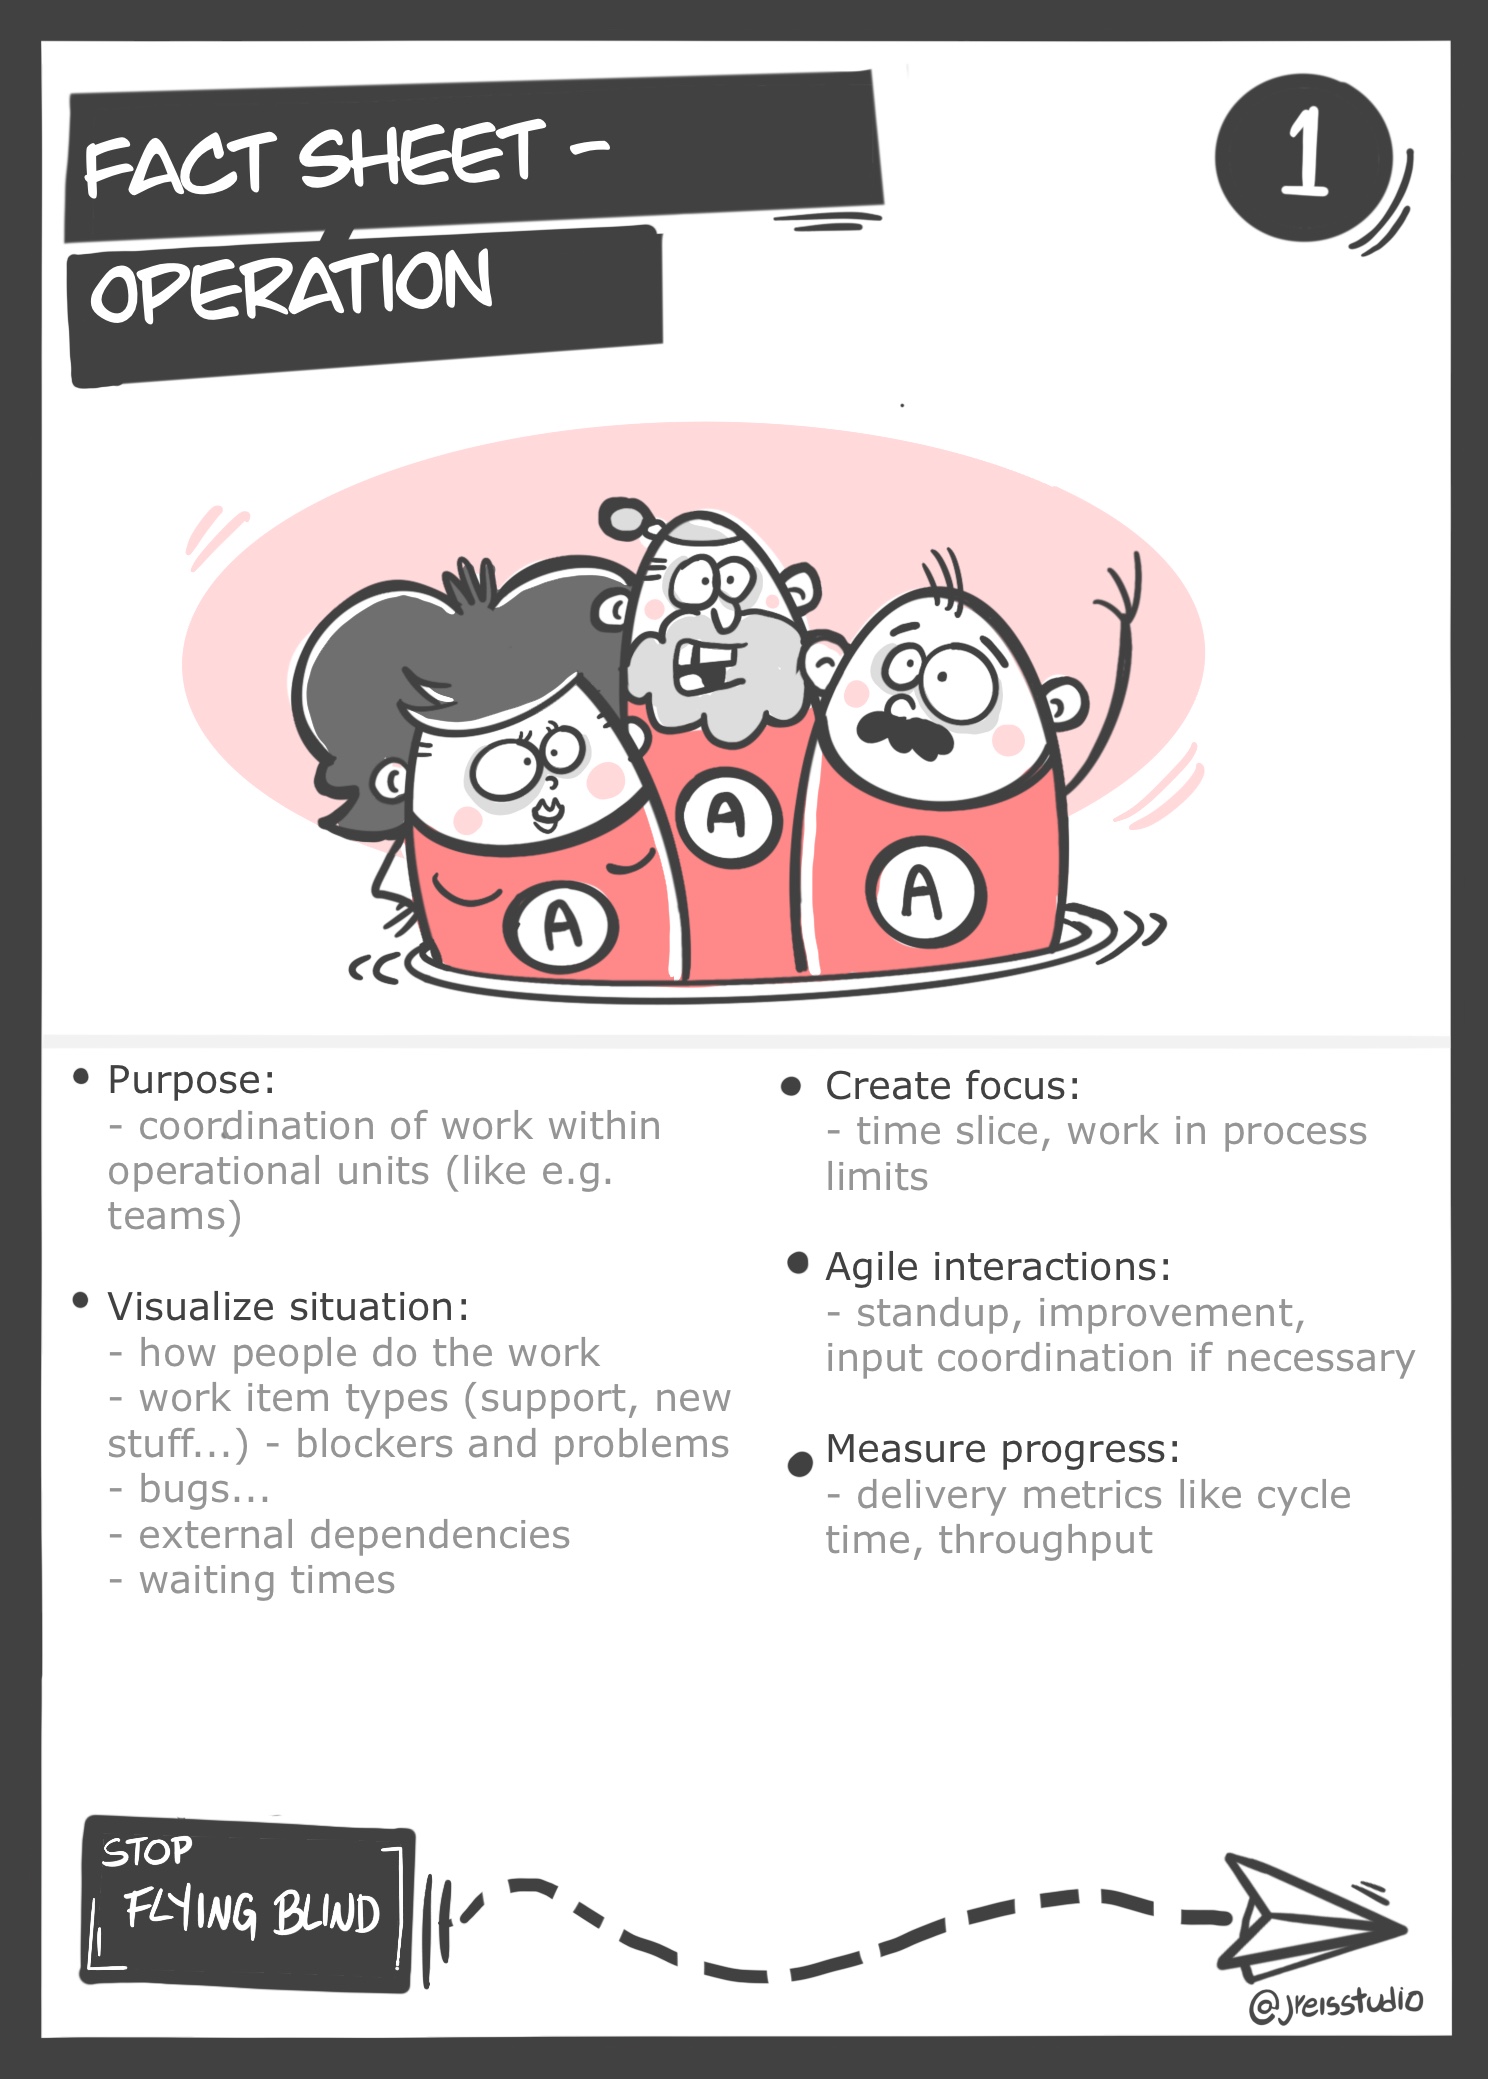 FACT SHEET -
OPERATION
1
A
A
A
• Purpose:
- coordination of work within
operational units (like e.g.
teams)
• Visualize situation:
- how people do the work
- work item types (support, new
stuff...) - blockers and problems
- bugs...
- external dependencies
- waiting times
• Create focus:
- time slice, work in process
limits
• Agile interactions:
- standup, improvement,
input coordination if necessary
• Measure progress:
- delivery metrics like cycle
time, throughput
STOP
FLYING BLIND
@jreisstudio